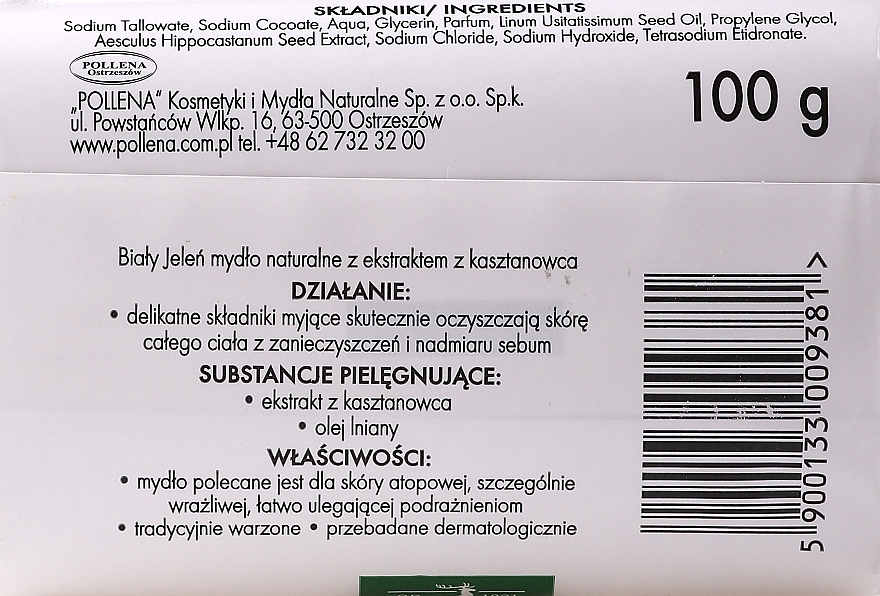 SKŁADNIKI/ INGREDIENTS
Sodium Tallowate, Sodium Cocoate, Aqua, Glycerin, Parfum, Linum Usitatissimum Seed Oil, Propylene Glycol,
Aesculus Hippocastanum Seed Extract, Sodium Chloride, Sodium Hydroxide, Tetrasodium Etidronate.
POLLENA
Ostrzeszów
„POLLENA" Kosmetyki i Mydła Naturalne Sp. z o.o. Sp.k.
ul. Powstańców Wlkp. 16, 63-500 Ostrzeszów
www.pollena.com.pl tel. +48 62 732 32 00
100 g
Biały Jeleń mydło naturalne z ekstraktem z kasztanowca
DZIAŁANIE:
• delikatne składniki myjące skutecznie oczyszczają skórę
całego ciała z zanieczyszczeń i nadmiaru sebum
SUBSTANCJE PIELĘGNUJĄCE:
• ekstrakt z kasztanowca
• olej lniany
WŁAŚCIWOŚCI:
• mydło polecane jest dla skóry atopowej, szczególnie
wrażliwej, łatwo ulegającej podrażnieniom
• tradycyjnie warzone • przebadane dermatologicznie
5 900133 009381 >